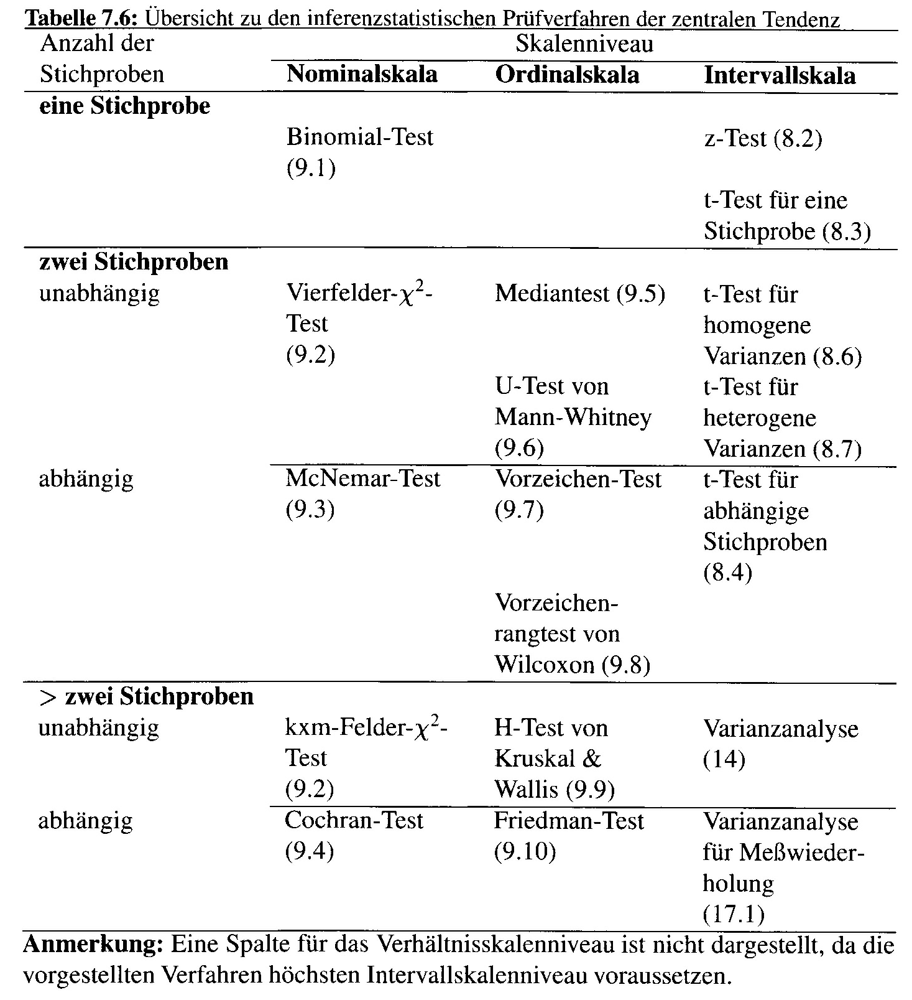 Tabelle 7.6: Übersicht zu den inferenzstatistischen Prüfverfahren der zentralen Tendenz
Anzahl der Skalenniveau
Stichproben Nominalskala Ordinalskala Intervallskala
eine Stichprobe
Binomial-Test z-Test (8.2)
(9.1)
t-Test für eine
Stichprobe (8.3)
zwei Stichproben
unabhängig Vierfelder-χ²- Mediantest (9.5) t-Test für
Test homogene
(9.2) Varianzen (8.6)
U-Test von t-Test für
Mann-Whitney heterogene
(9.6) Varianzen (8.7)
abhängig McNemar-Test Vorzeichen-Test t-Test für
(9.3) (9.7) abhängige
Stichproben
(8.4)
Vorzeichen-
rangtest von
Wilcoxon (9.8)
> zwei Stichproben
unabhängig kxm-Felder-χ²- H-Test von Varianzanalyse
Test Kruskal & (14)
(9.2) Wallis (9.9)
abhängig Cochran-Test Friedman-Test Varianzanalyse
(9.4) (9.10) für Meßwieder-
holung
(17.1)
Anmerkung: Eine Spalte für das Verhältnisskalenniveau ist nicht dargestellt, da die
vorgestellten Verfahren höchsten Intervallskalenniveau voraussetzen.